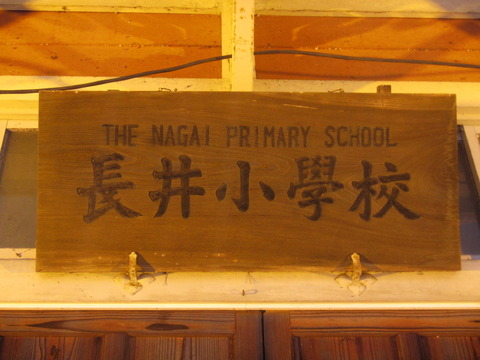 THE NAGAI PRIMARY SCHOOL
長井小學校